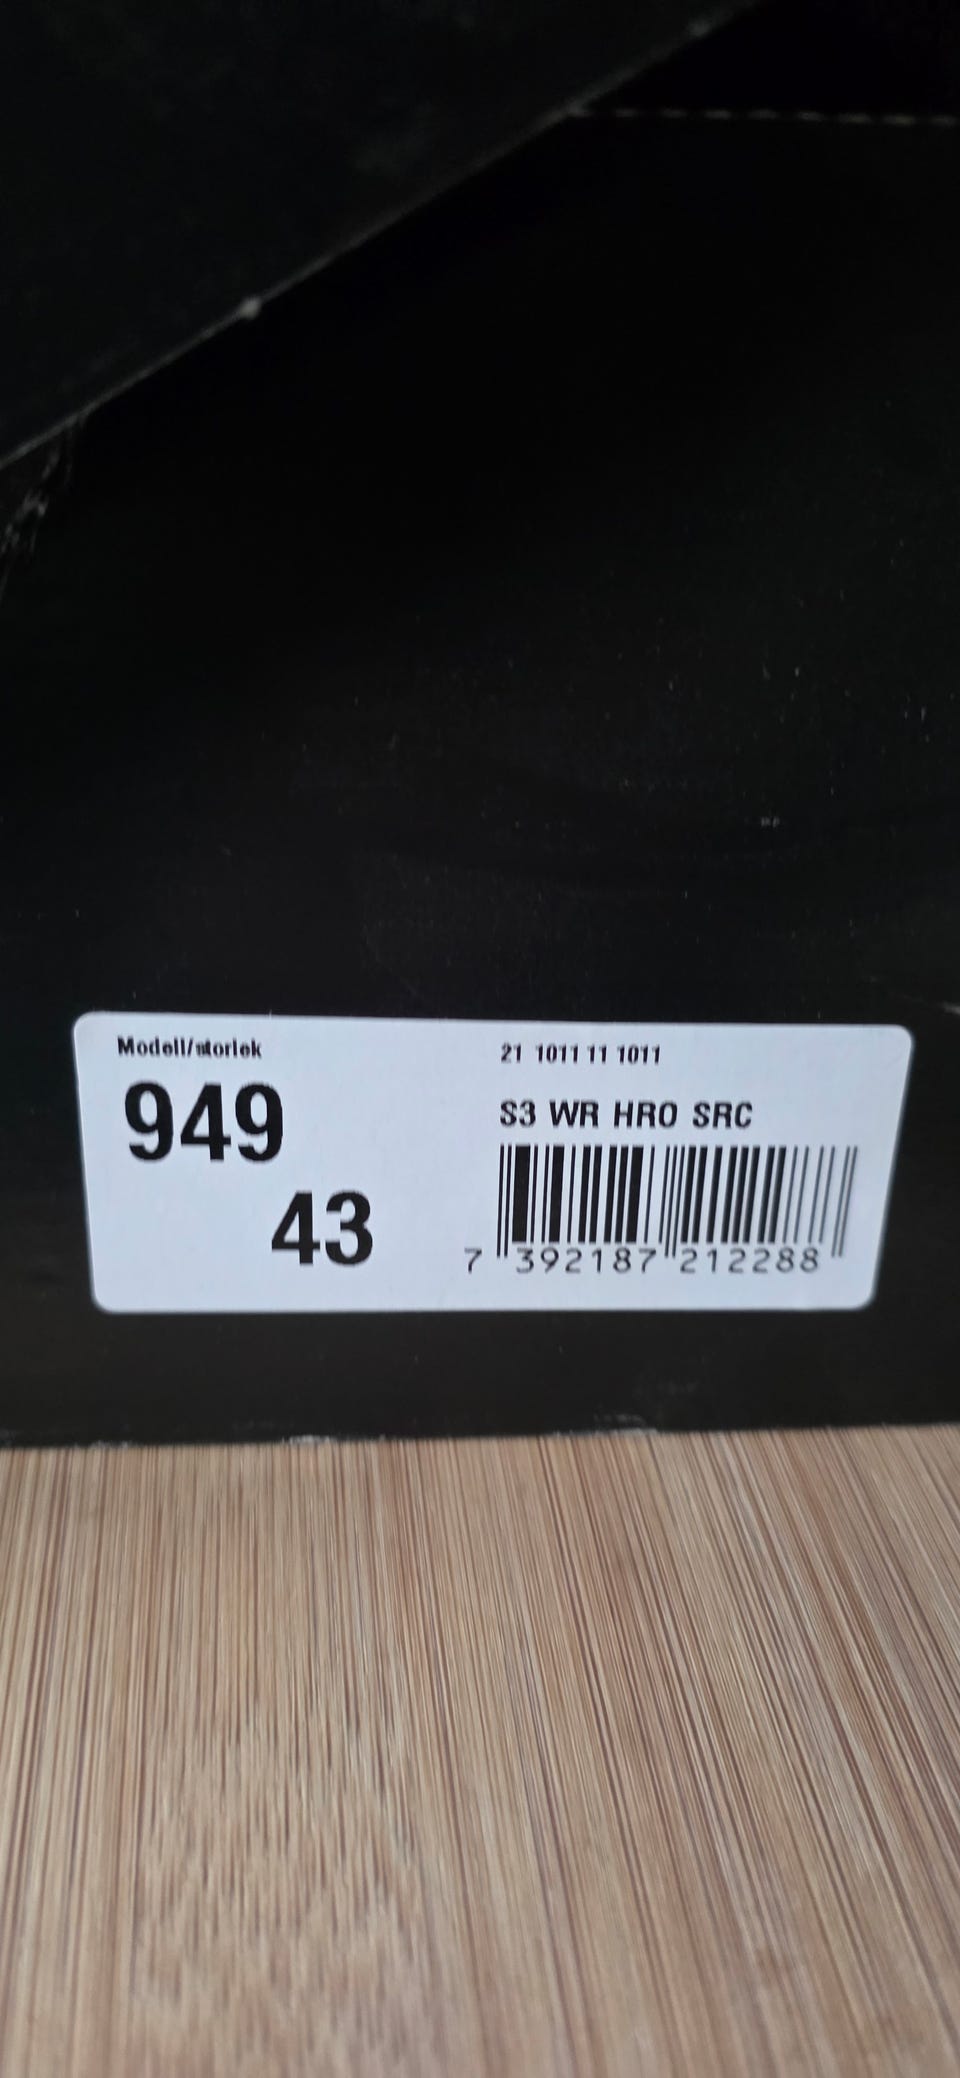 Modell/storlek
949
43
21 1011 11 1011
S3 WR HRO SRC
7 392187 212288